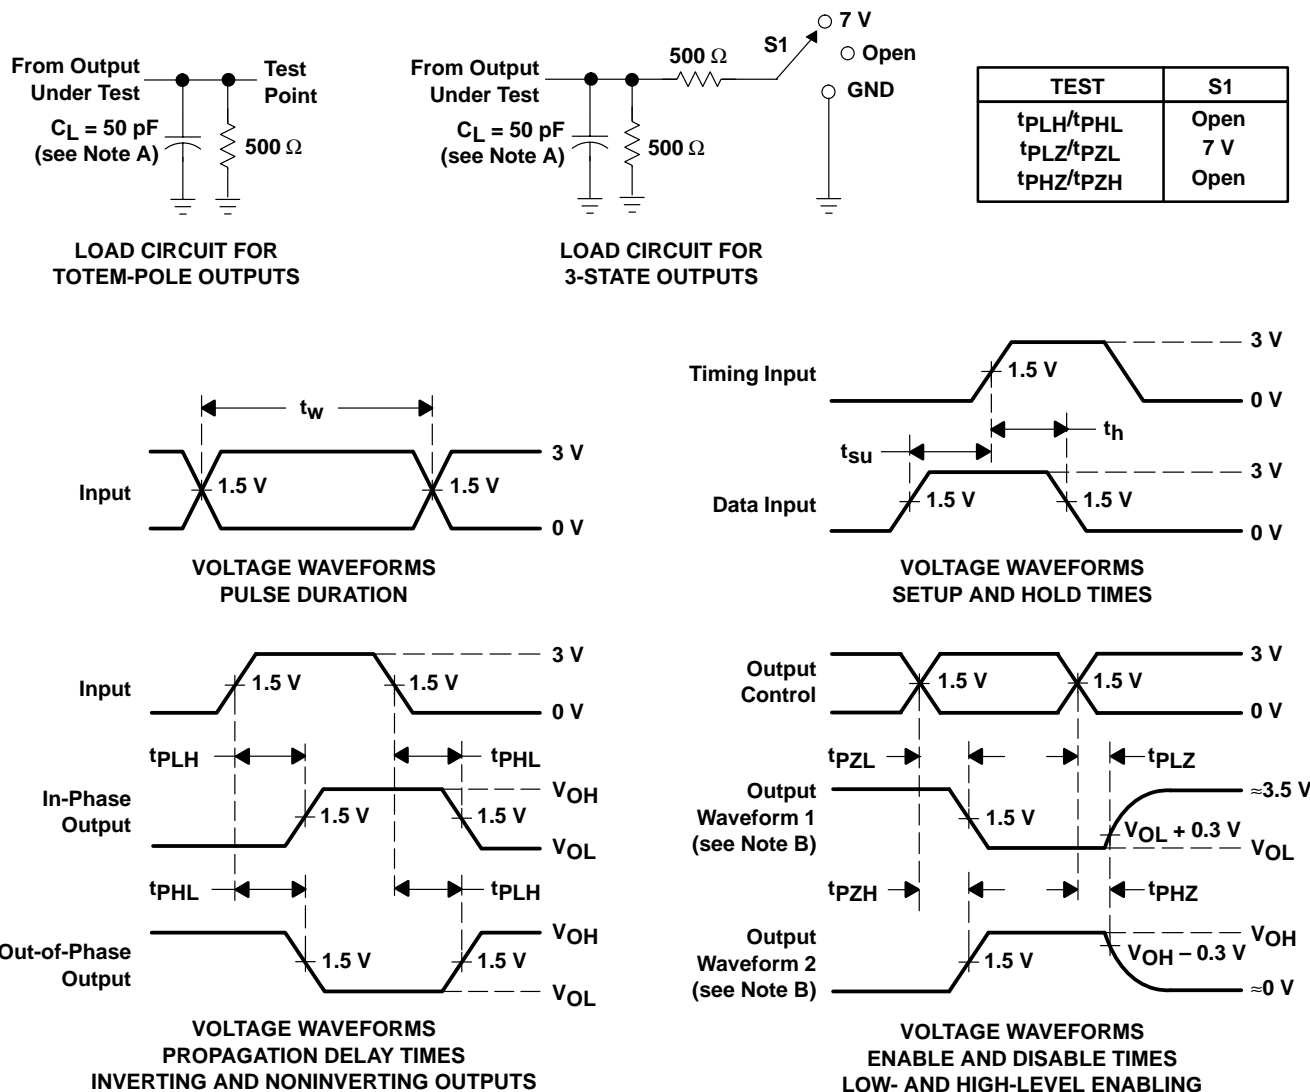 From Output
Under Test
Test
Point
CL = 50 pF
(see Note A)
500 Ω
LOAD CIRCUIT FOR
TOTEM-POLE OUTPUTS
From Output
Under Test
CL = 50 pF
(see Note A)
500 Ω
500 Ω
S1
7 V
Open
GND
LOAD CIRCUIT FOR
3-STATE OUTPUTS
TEST S1
tPLH/tPHL Open
tPLZ/tPZL 7 V
tPHZ/tPZH Open
tw
Input
1.5 V
1.5 V
3 V
0 V
VOLTAGE WAVEFORMS
PULSE DURATION
Timing Input
1.5 V
3 V
0 V
tsu
th
Data Input
1.5 V
1.5 V
3 V
0 V
VOLTAGE WAVEFORMS
SETUP AND HOLD TIMES
Input
1.5 V
1.5 V
3 V
0 V
tPLH
tPHL
In-Phase
Output
1.5 V
1.5 V
VOH
VOL
tPHL
tPLH
Out-of-Phase
Output
1.5 V
1.5 V
VOH
VOL
VOLTAGE WAVEFORMS
PROPAGATION DELAY TIMES
INVERTING AND NONINVERTING OUTPUTS
Output
Control
1.5 V
1.5 V
3 V
0 V
tPZL
tPLZ
Output
Waveform 1
(see Note B)
1.5 V
VOL + 0.3 V
≈3.5 V
VOL
tPZH
tPHZ
Output
Waveform 2
(see Note B)
1.5 V
VOH – 0.3 V
VOH
≈0 V
VOLTAGE WAVEFORMS
ENABLE AND DISABLE TIMES
LOW- AND HIGH-LEVEL ENABLING